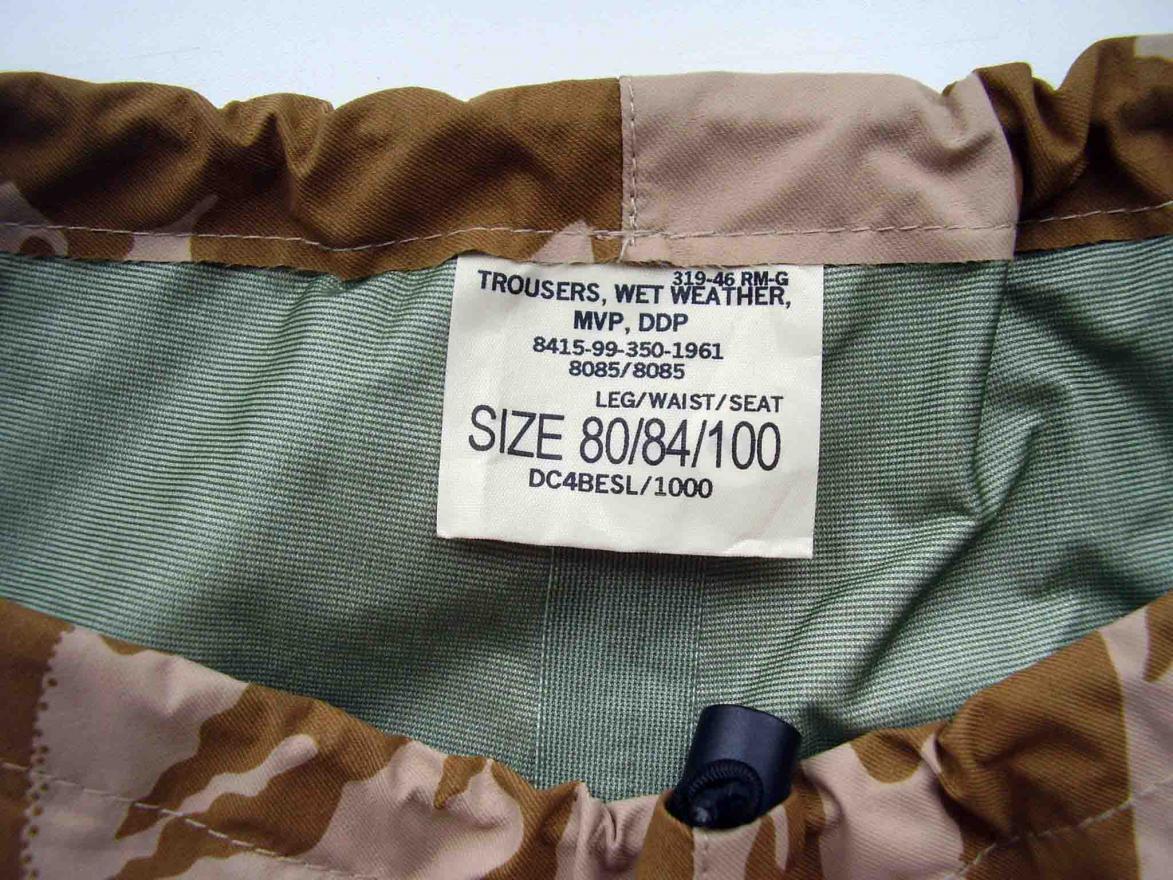 319-46 RM-G
TROUSERS, WET WEATHER,
MVP, DDP
8415-99-350-1961
8085/8085
LEG/WAIST/SEAT
SIZE 80/84/100
DC4BESL/1000